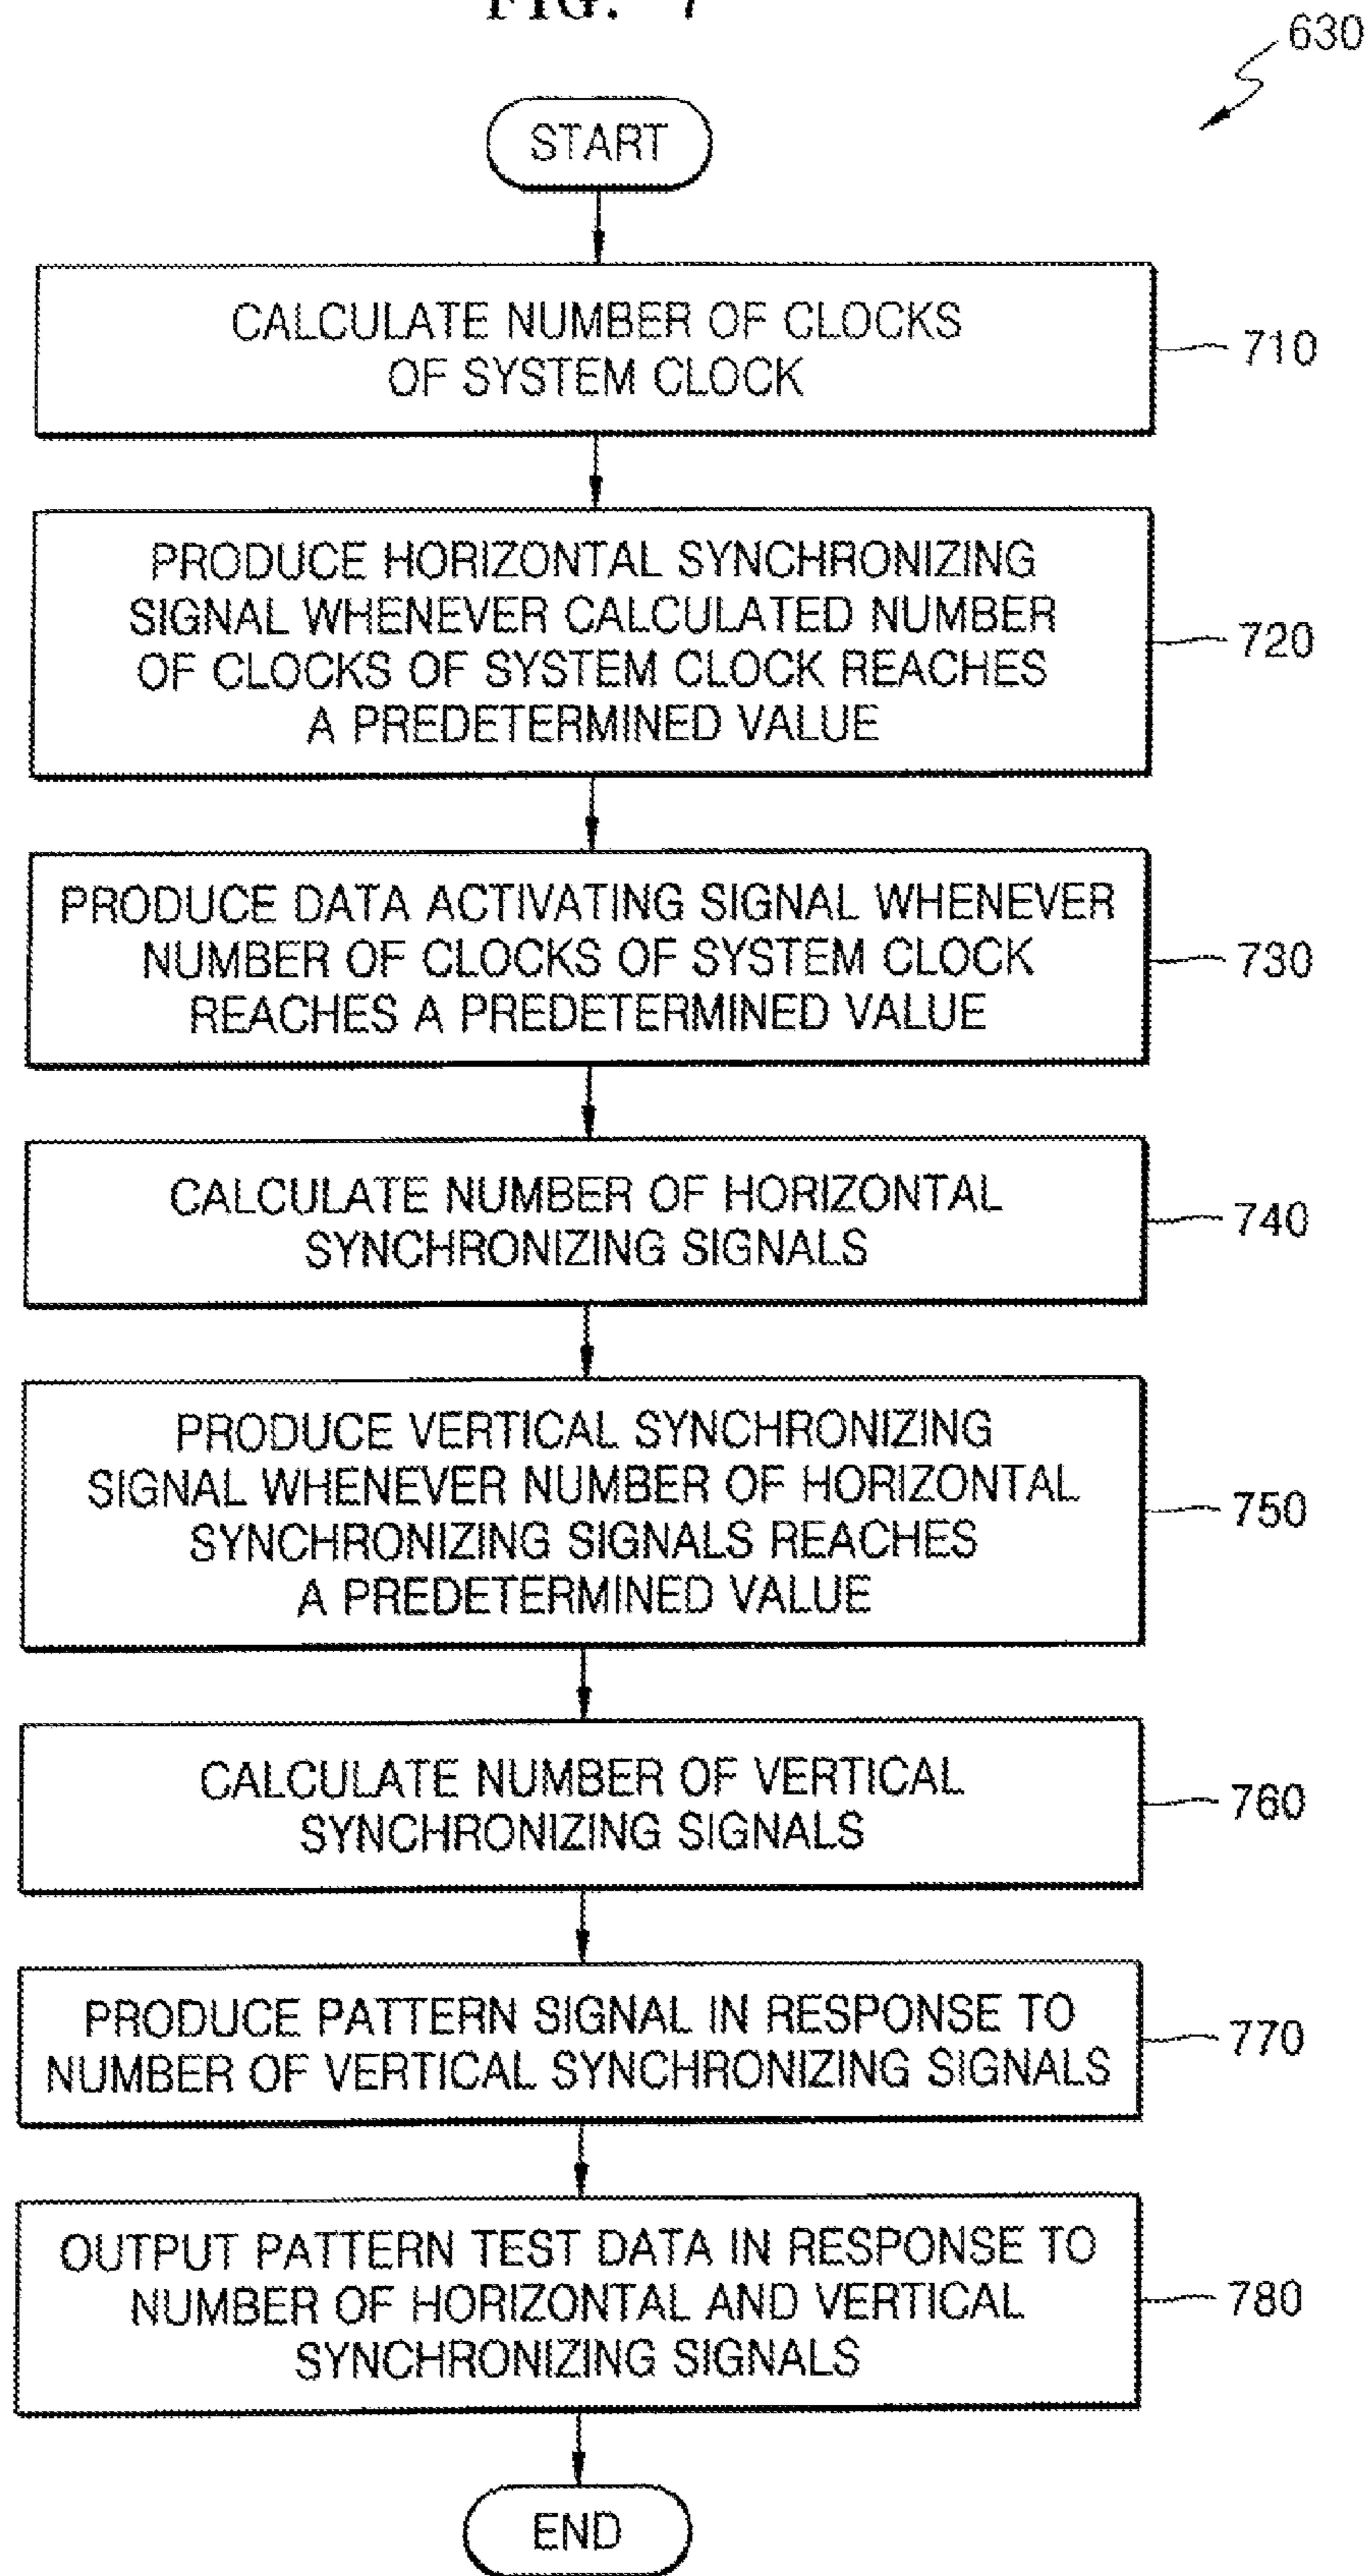 FIG. 7
630
START
CALCULATE NUMBER OF CLOCKS
OF SYSTEM CLOCK
710
PRODUCE HORIZONTAL SYNCHRONIZING
SIGNAL WHENEVER CALCULATED NUMBER
OF CLOCKS OF SYSTEM CLOCK REACHES
A PREDETERMINED VALUE
720
PRODUCE DATA ACTIVATING SIGNAL WHENEVER
NUMBER OF CLOCKS OF SYSTEM CLOCK
REACHES A PREDETERMINED VALUE
730
CALCULATE NUMBER OF HORIZONTAL
SYNCHRONIZING SIGNALS
740
PRODUCE VERTICAL SYNCHRONIZING
SIGNAL WHENEVER NUMBER OF HORIZONTAL
SYNCHRONIZING SIGNALS REACHES
A PREDETERMINED VALUE
750
CALCULATE NUMBER OF VERTICAL
SYNCHRONIZING SIGNALS
760
PRODUCE PATTERN SIGNAL IN RESPONSE TO
NUMBER OF VERTICAL SYNCHRONIZING SIGNALS
770
OUTPUT PATTERN TEST DATA IN RESPONSE TO
NUMBER OF HORIZONTAL AND VERTICAL
SYNCHRONIZING SIGNALS
780
END